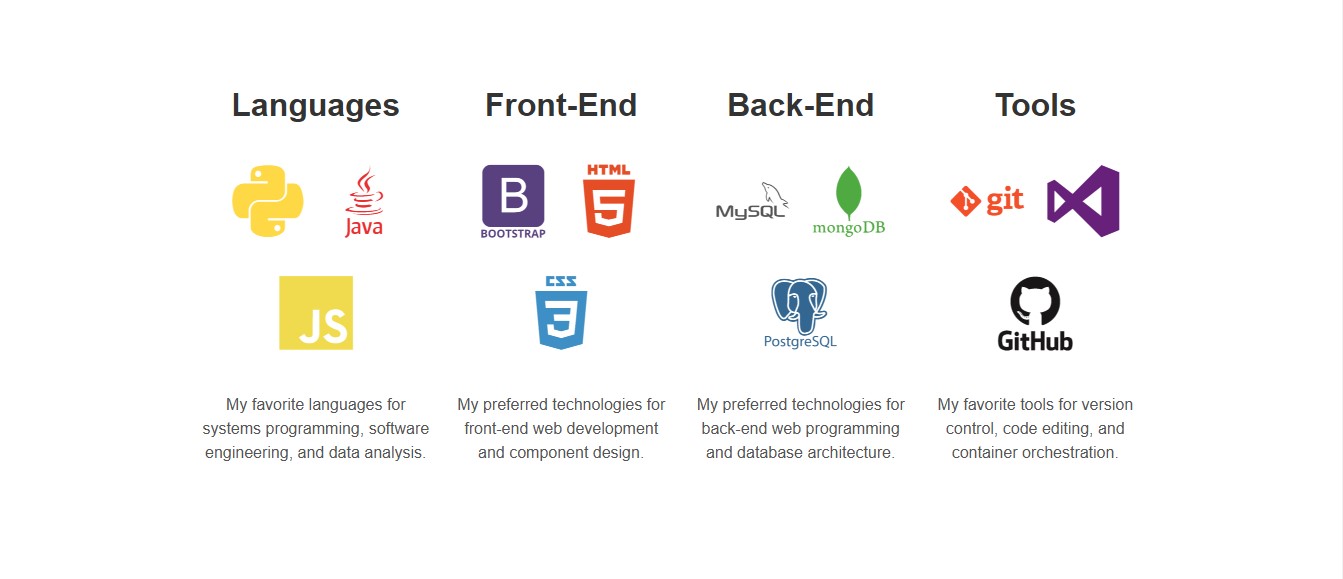 Languages
Front-End
Back-End
Tools
Java
B
BOOTSTRAP
HTML
5
MySQL
mongoDB
git
JS
CSS
3
PostgreSQL
GitHub
My favorite languages for
systems programming, software
engineering, and data analysis.
My preferred technologies for
front-end web development
and component design.
My preferred technologies for
back-end web programming
and database architecture.
My favorite tools for version
control, code editing, and
container orchestration.